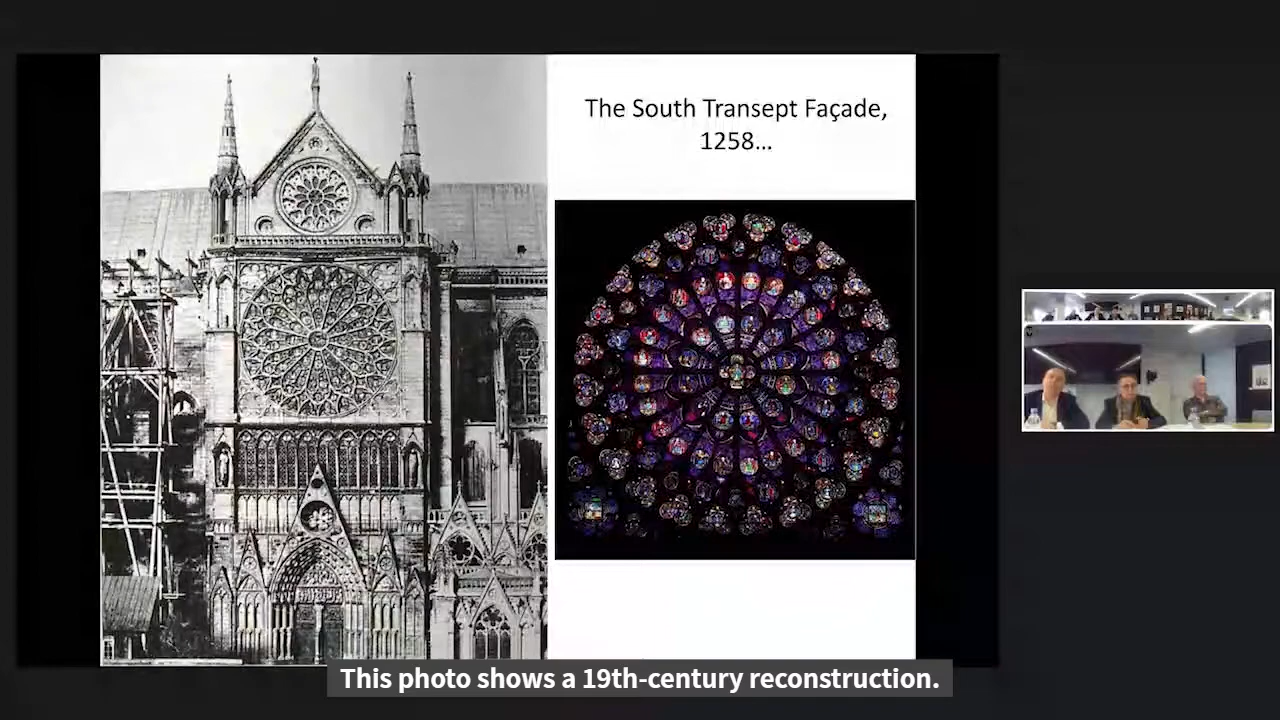 The South Transept Façade,
1258...
This photo shows a 19th-century reconstruction.